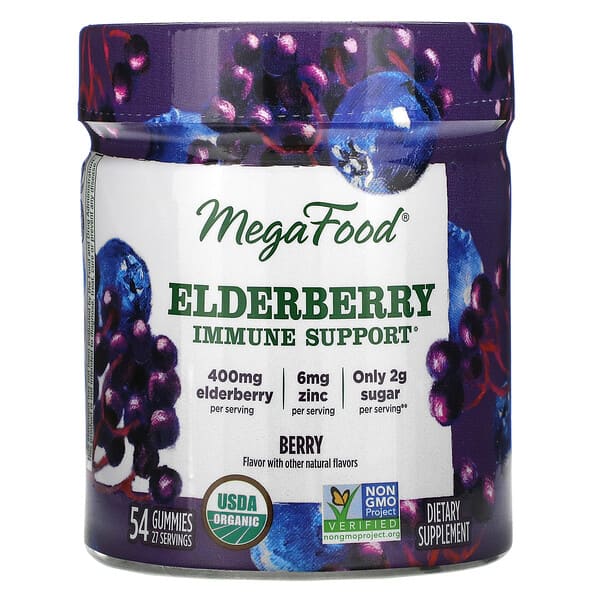 MegaFood®
ELDERBERRY
IMMUNE SUPPORT◊
400mg
elderberry
per serving
6mg
zinc
per serving
Only 2g
sugar
per serving**
BERRY
Flavor with other natural flavors
54 GUMMIES
27 SERVINGS
USDA
ORGANIC
NON
GMO
Project
VERIFIED
nongmoproject.org
DIETARY
SUPPLEMENT